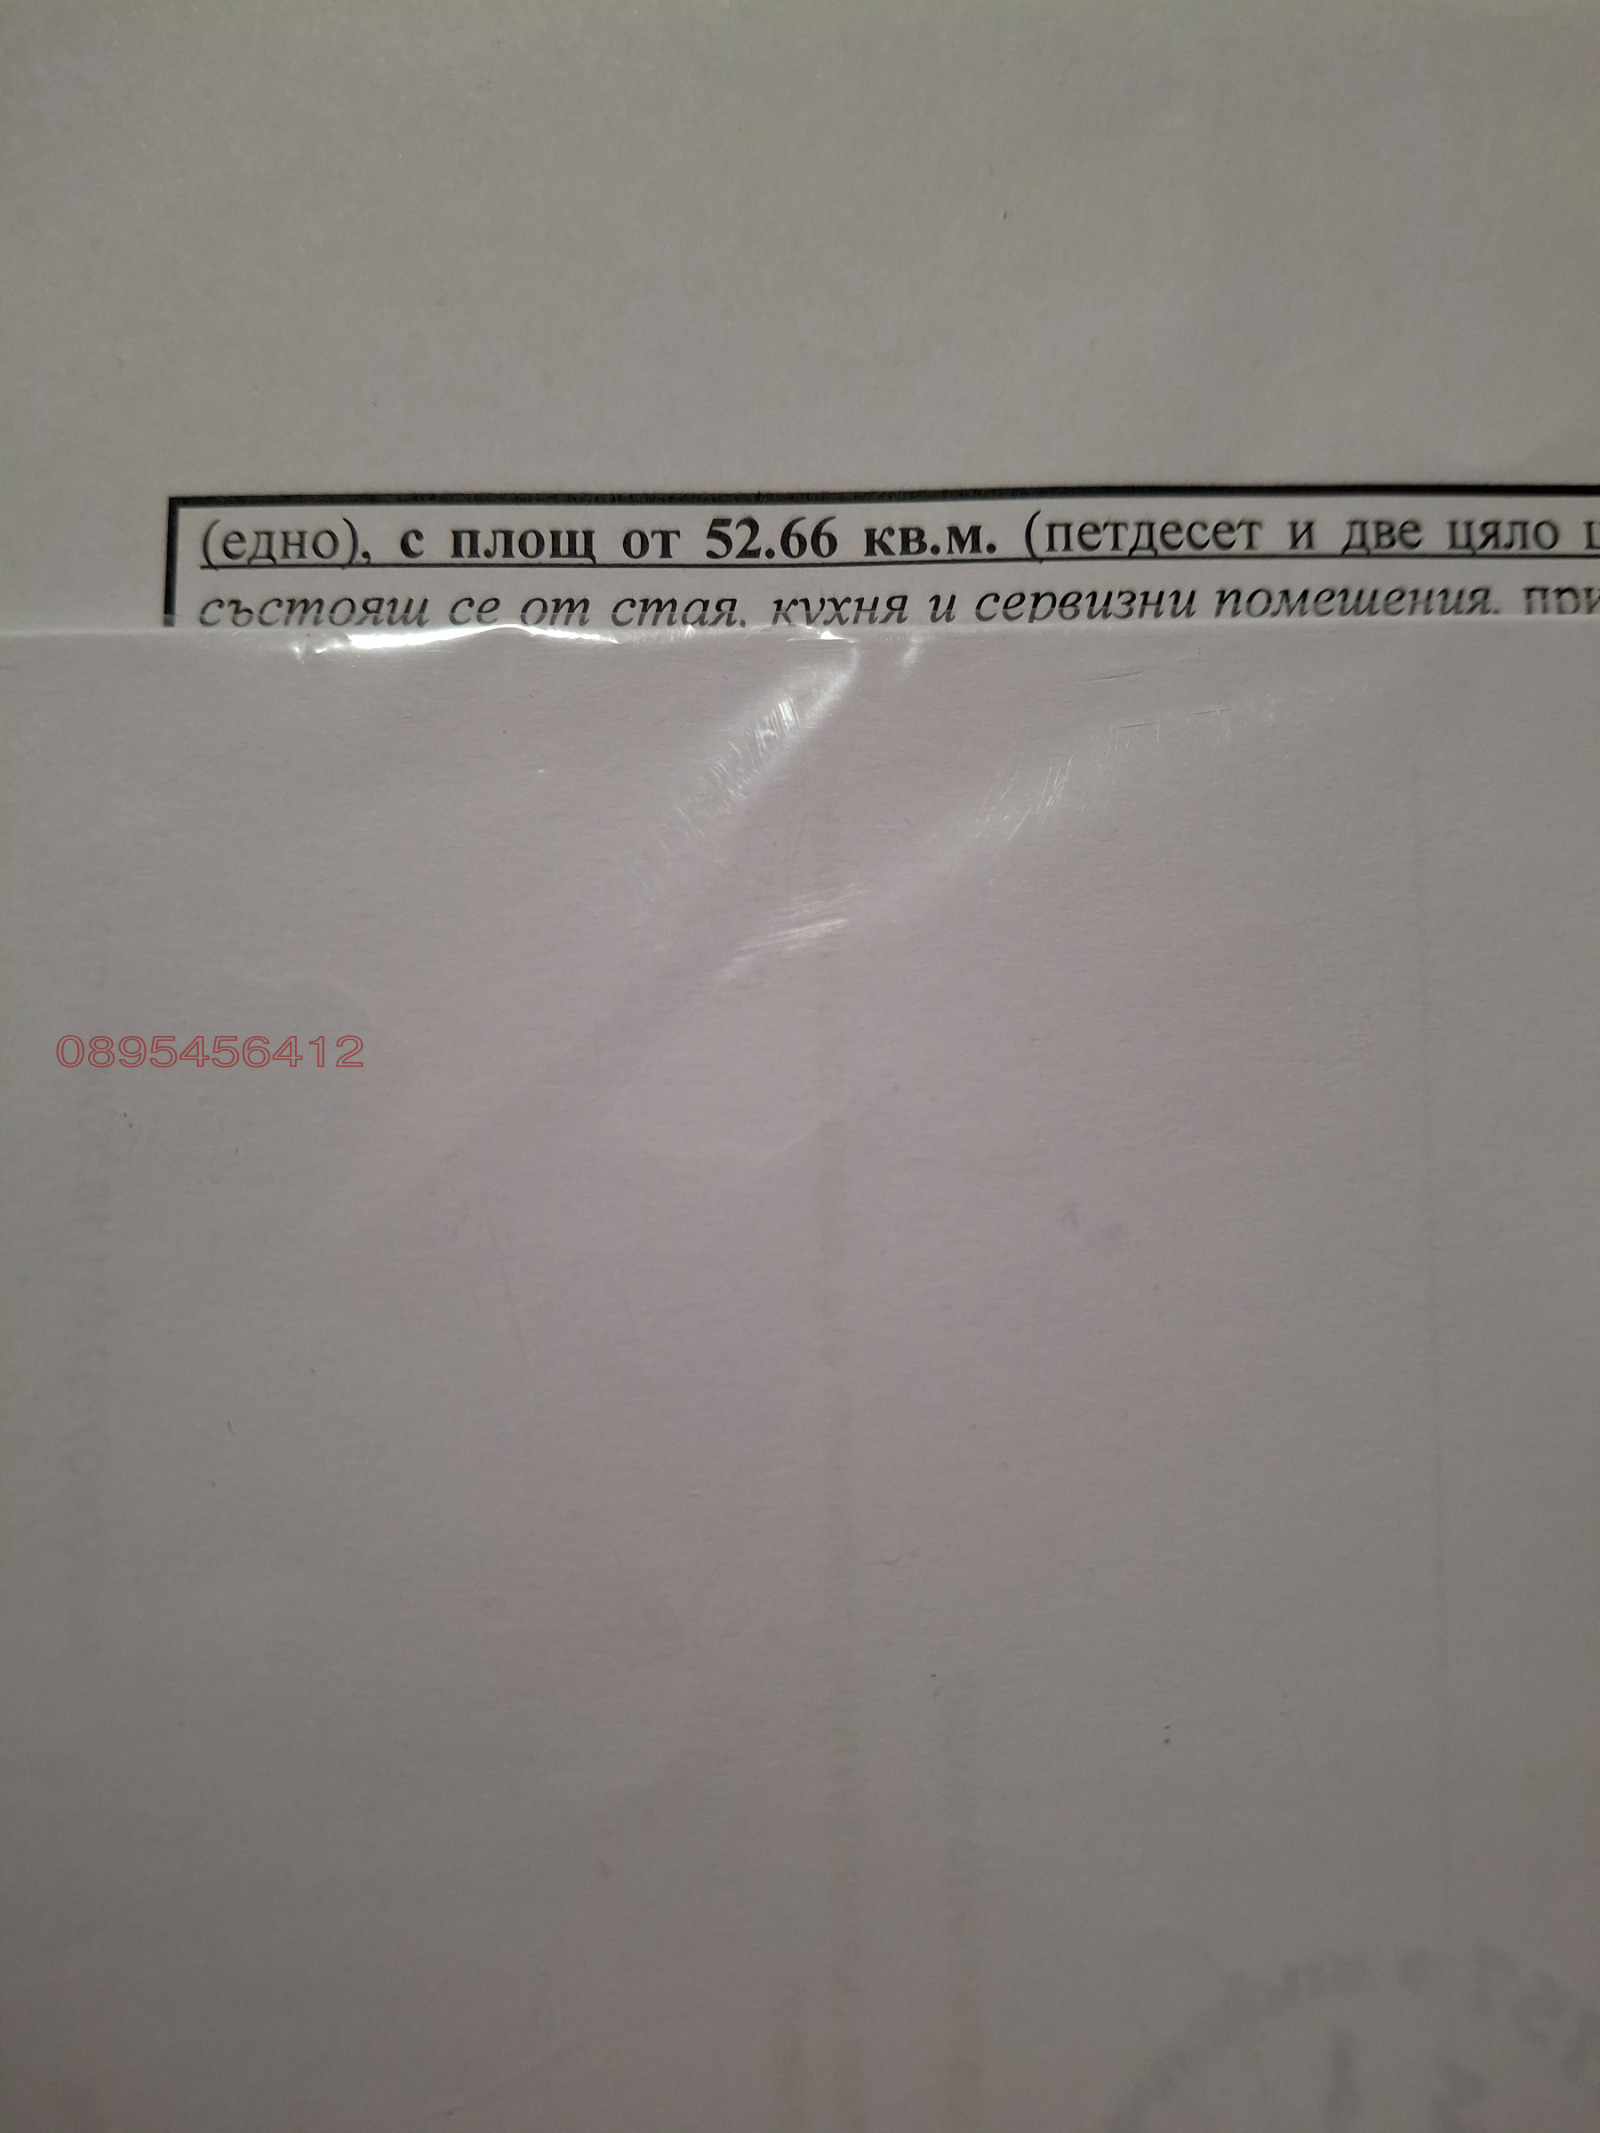 (едно), с площ от 52.66 кв.м. (петдесет и две цяло
състоящ се от стая, кухня и сервизни помещения,
0895456412